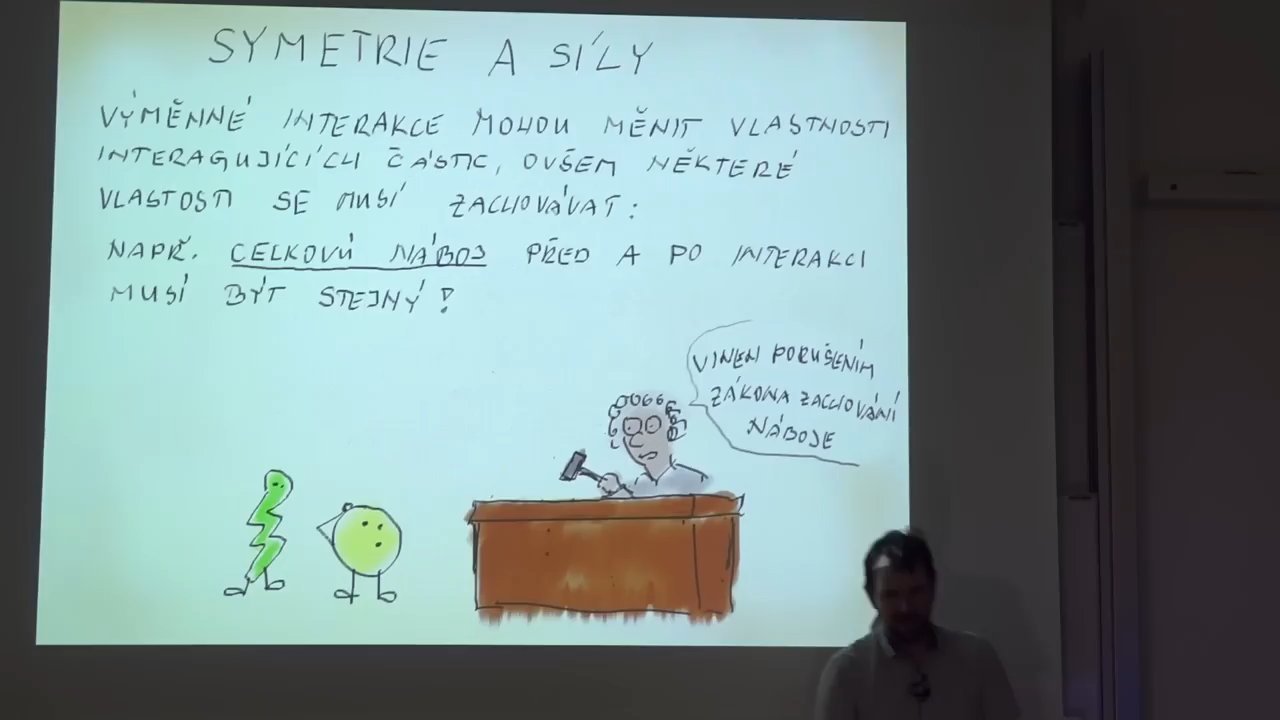 SYMETRIE A SÍLY
VÝMĚNNÉ INTERAKCE MOHOU MĚNIT VLASTNOSTI
INTERAGUJÍCÍCH ČÁSTIC, OVŠEM NĚKTERÉ
VLASTOSTI SE MUSÍ ZACHOVÁVAT:
NAPŘ. CELKOVÝ NÁBOJ PŘED A PO INTERAKCI
MUSÍ BÝT STEJNÝ!
VINEN PORUŠENÍM
ZÁKONA ZACHOVÁNÍ
NÁBOJE